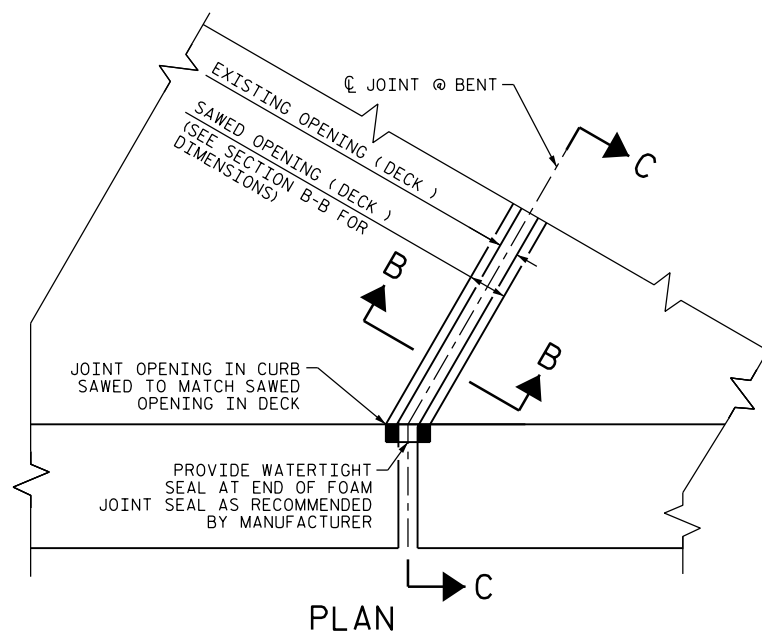 ℄ JOINT @ BENT
EXISTING OPENING (DECK)
SAWED OPENING (DECK)
(SEE SECTION B-B FOR
DIMENSIONS)
C
B
B
JOINT OPENING IN CURB
SAWED TO MATCH SAWED
OPENING IN DECK
PROVIDE WATERTIGHT
SEAL AT END OF FOAM
JOINT SEAL AS RECOMMENDED
BY MANUFACTURER
C
PLAN